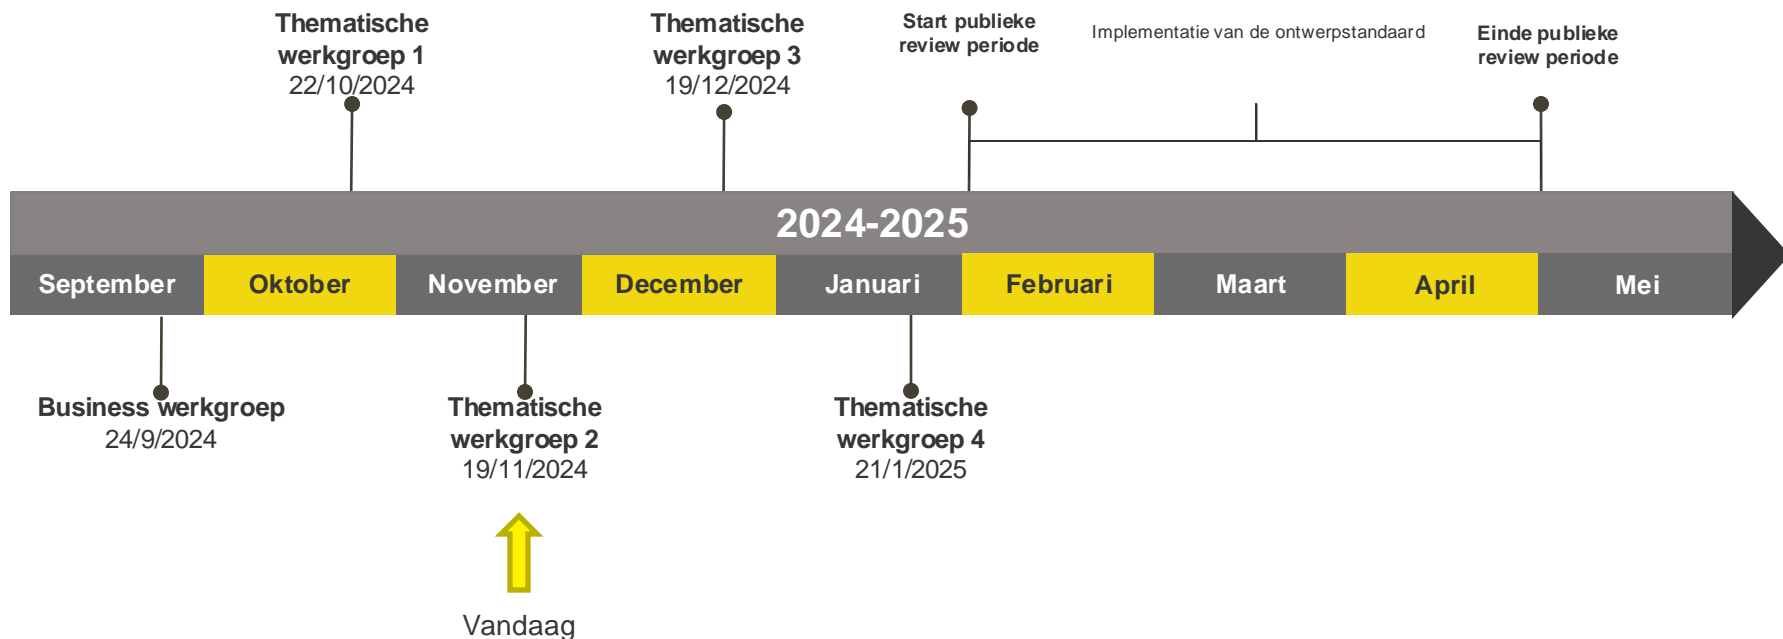 Thematische
werkgroep 1
22/10/2024
Thematische
werkgroep 3
19/12/2024
Start publieke
review periode
Implementatie van de ontwerpstandaard
Einde publieke
review periode
2024-2025
September
Oktober
November
December
Januari
Februari
Maart
April
Mei
Business werkgroep
24/9/2024
Thematische
werkgroep 2
19/11/2024
Thematische
werkgroep 4
21/1/2025
Vandaag